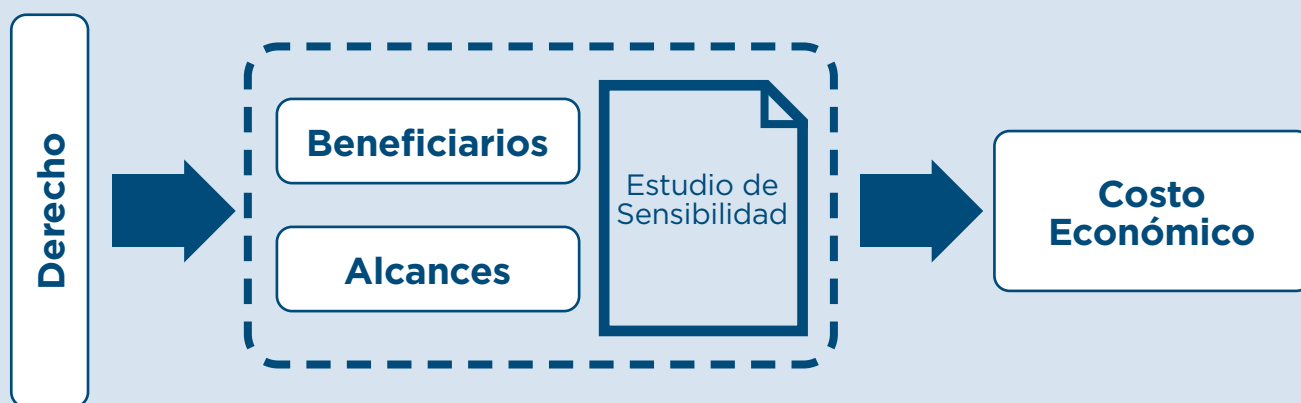 Derecho
Beneficiarios
Alcances
Estudio de
Sensibilidad
Costo
Económico